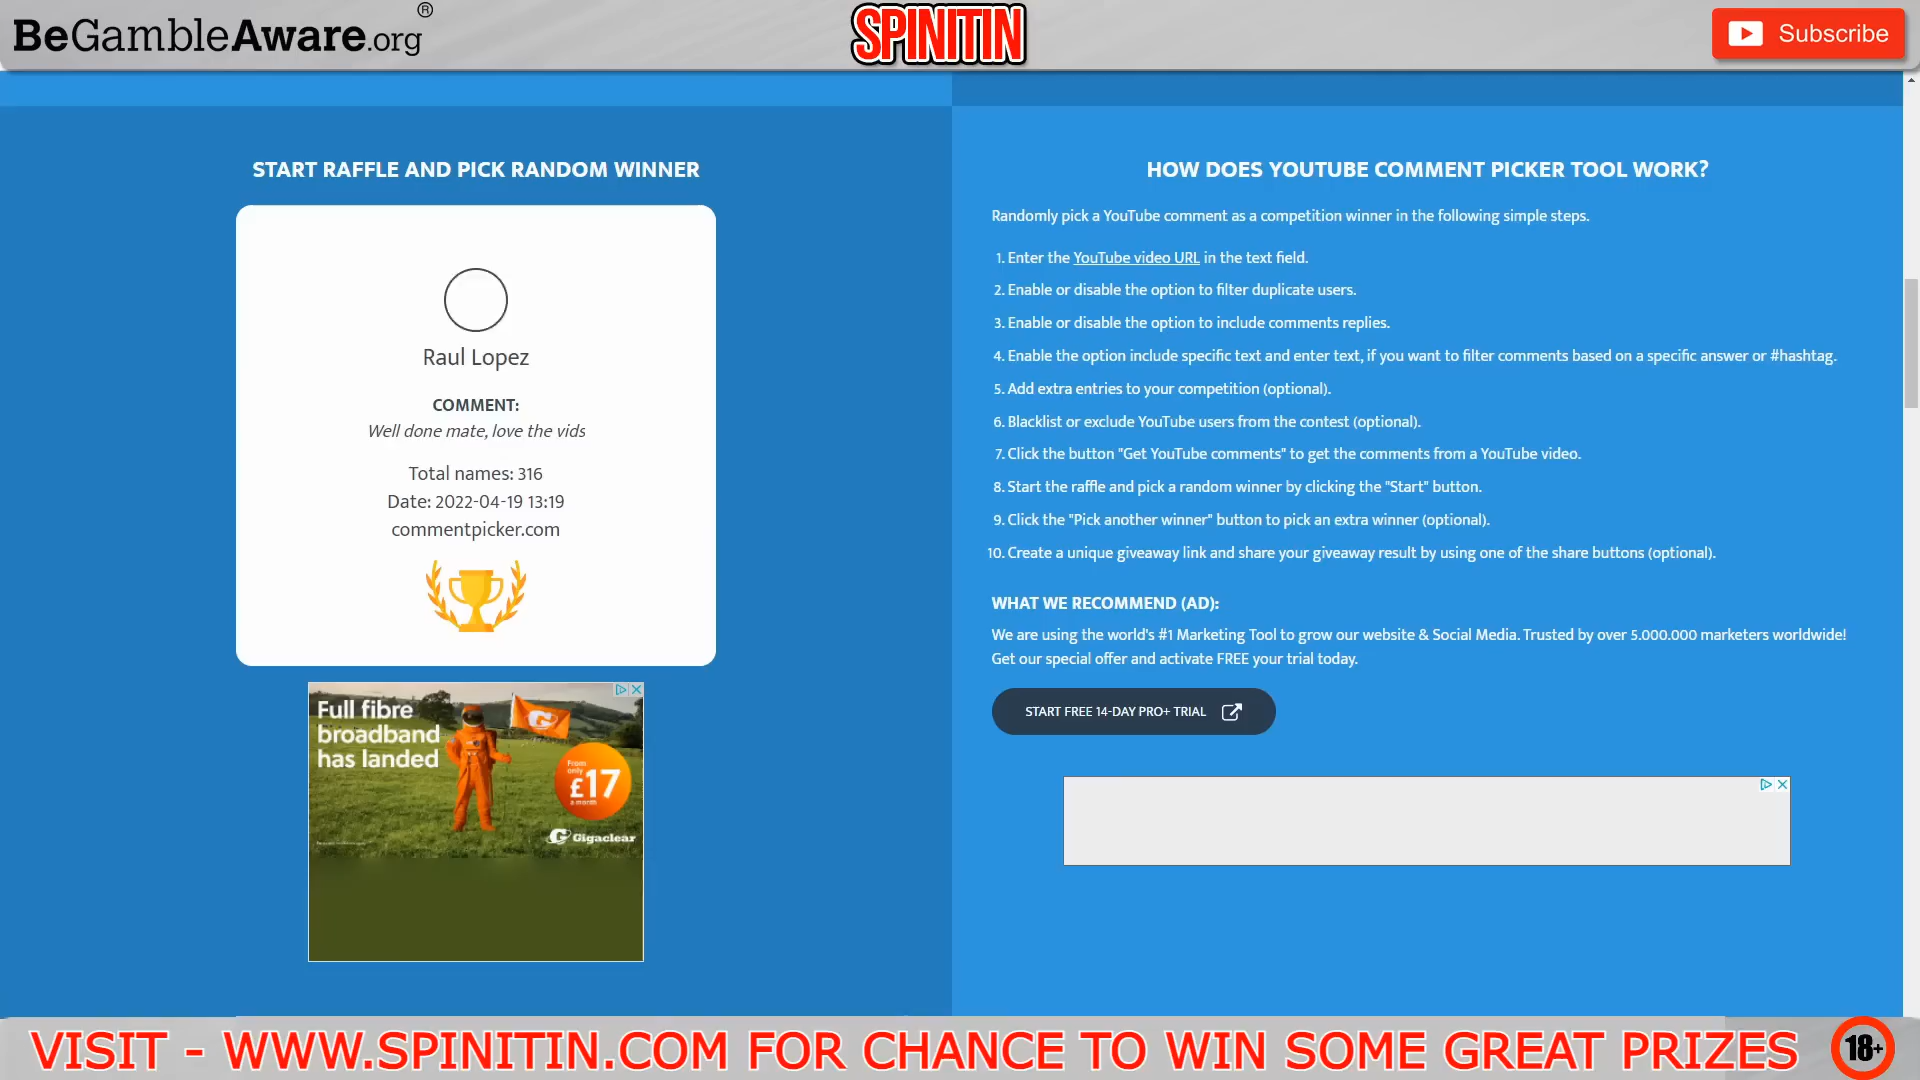 BeGambleAware.org®
SPINITIN
Subscribe
START RAFFLE AND PICK RANDOM WINNER
Raul Lopez
COMMENT:
Well done mate, love the vids
Total names: 316
Date: 2022-04-19 13:19
commentpicker.com
Full fibre
broadband
has landed
From
only
£17
a month
Gigaclear
HOW DOES YOUTUBE COMMENT PICKER TOOL WORK?
Randomly pick a YouTube comment as a competition winner in the following simple steps.
1. Enter the YouTube video URL in the text field.
2. Enable or disable the option to filter duplicate users.
3. Enable or disable the option to include comments replies.
4. Enable the option include specific text and enter text, if you want to filter comments based on a specific answer or #hashtag.
5. Add extra entries to your competition (optional).
6. Blacklist or exclude YouTube users from the contest (optional).
7. Click the button "Get YouTube comments" to get the comments from a YouTube video.
8. Start the raffle and pick a random winner by clicking the "Start" button.
9. Click the "Pick another winner" button to pick an extra winner (optional).
10. Create a unique giveaway link and share your giveaway result by using one of the share buttons (optional).
WHAT WE RECOMMEND (AD):
We are using the world's #1 Marketing Tool to grow our website & Social Media. Trusted by over 5.000.000 marketers worldwide!
Get our special offer and activate FREE your trial today.
START FREE 14-DAY PRO+ TRIAL
VISIT - WWW.SPINITIN.COM FOR CHANCE TO WIN SOME GREAT PRIZES
18+